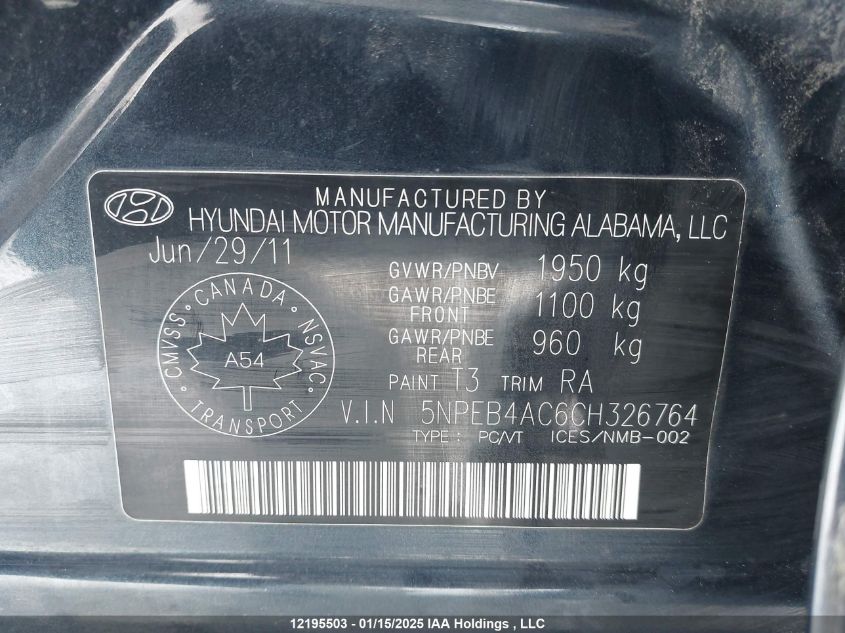 MANUFACTURED BY
HYUNDAI MOTOR MANUFACTURING ALABAMA, LLC
Jun/29/11
GVWR/PNBV 1950 kg
GAWR/PNBE FRONT 1100 kg
GAWR/PNBE REAR 960 kg
PAINT T3 TRIM RA
CANADA
CMVSS NSVAC
A54
TRANSPORT
V.I.N 5NPEB4AC6CH326764
TYPE : PC/VT ICES/NMB-002
12195503 - 01/15/2025 IAA Holdings , LLC